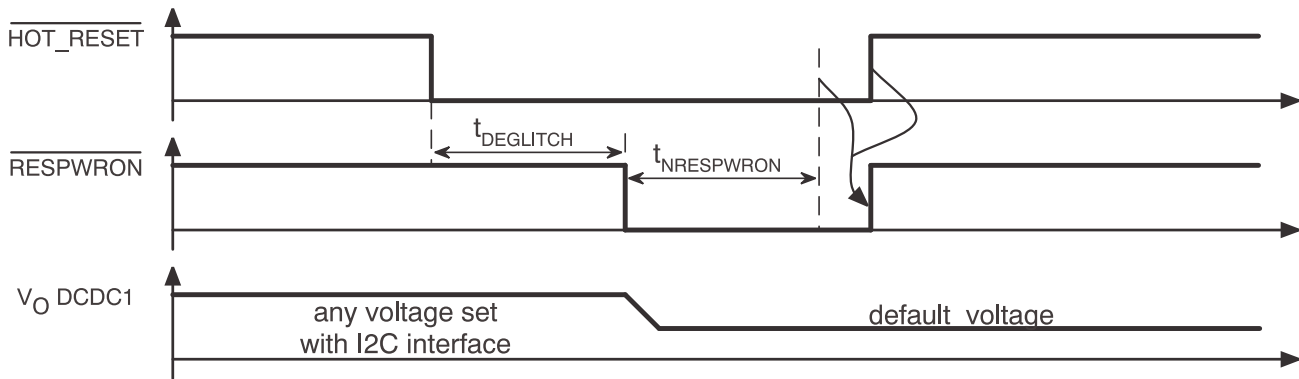 HOT_RESET
tDEGLITCH
RESPWRON
tNRESPWRON
VO DCDC1
any voltage set
with I2C interface
default voltage